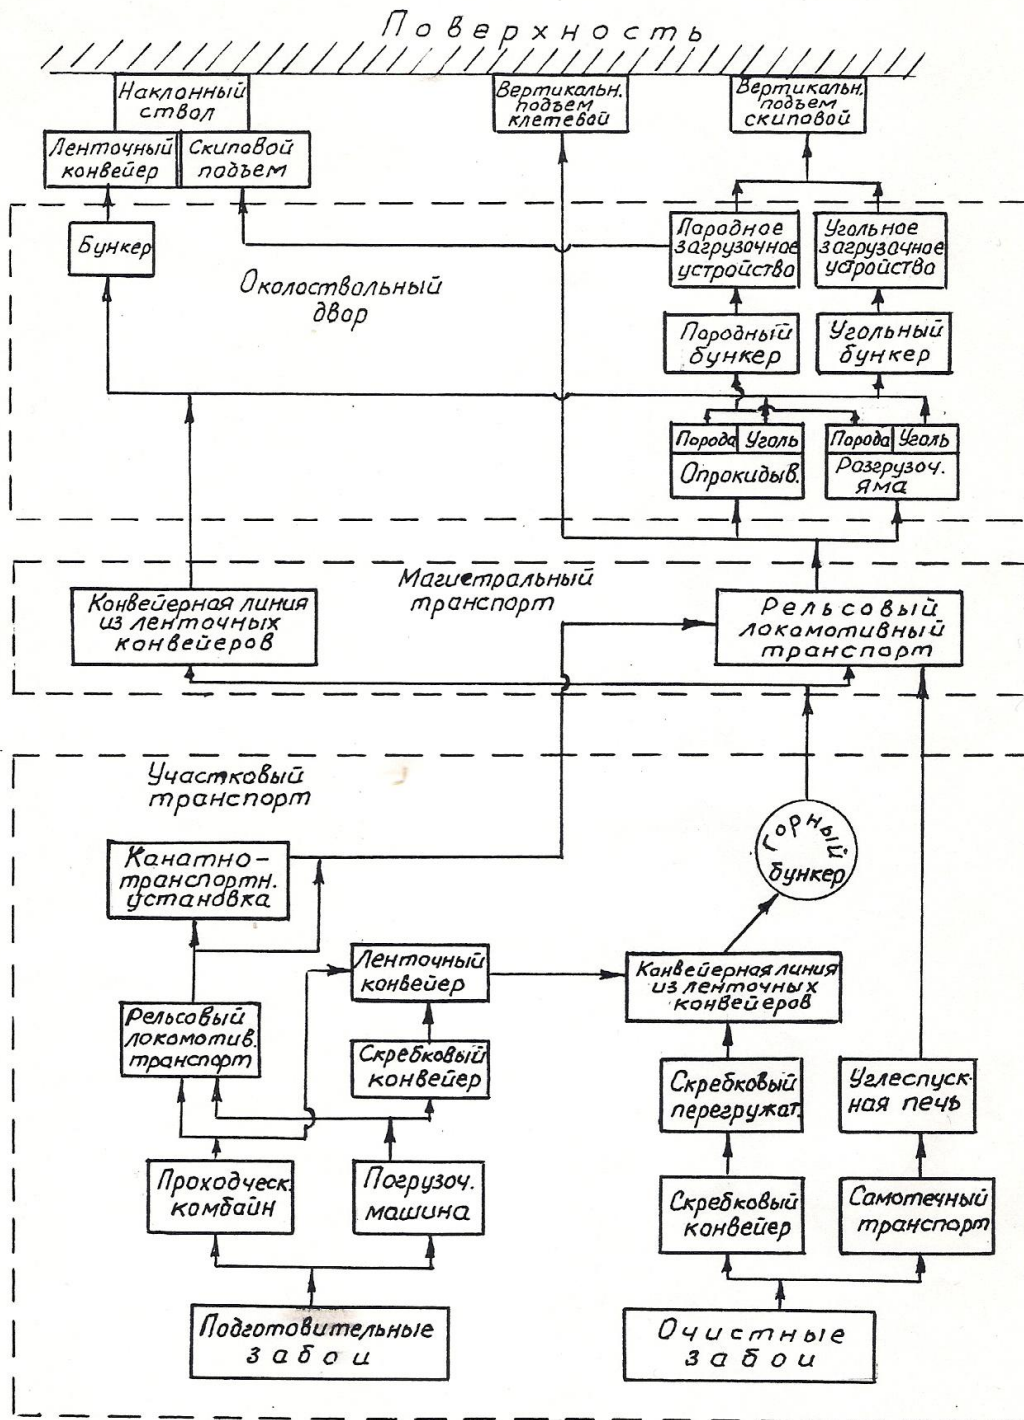 Поверхность
Наклонный
ствол
Ленточный
конвейер
Скиповой
подъем
Вертикальн.
подъем
клетевой
Вертикальн.
подъем
скиповой
Бункер
Околоствольный
двор
Породное
загрузочное
устройство
Угольное
загрузочное
устройство
Породный
бункер
Угольный
бункер
Порода Уголь
Опрокидыв.
Порода Уголь
Разгрузоч.
яма
Магистральный
транспорт
Конвейерная линия
из ленточных
конвейеров
Рельсовый
локомотивный
транспорт
Участковый
транспорт
Канатно-
транспортн.
установка
Горный
бункер
Ленточный
конвейер
Конвейерная линия
из ленточных
конвейеров
Рельсовый
локомотив.
транспорт
Скребковый
конвейер
Скребковый
перегружат.
Углеспуск-
ная печь
Проходческ.
комбайн
Погрузоч.
машина
Скребковый
конвейер
Самотечный
транспорт
Подготовительные
забои
Очистные
забои